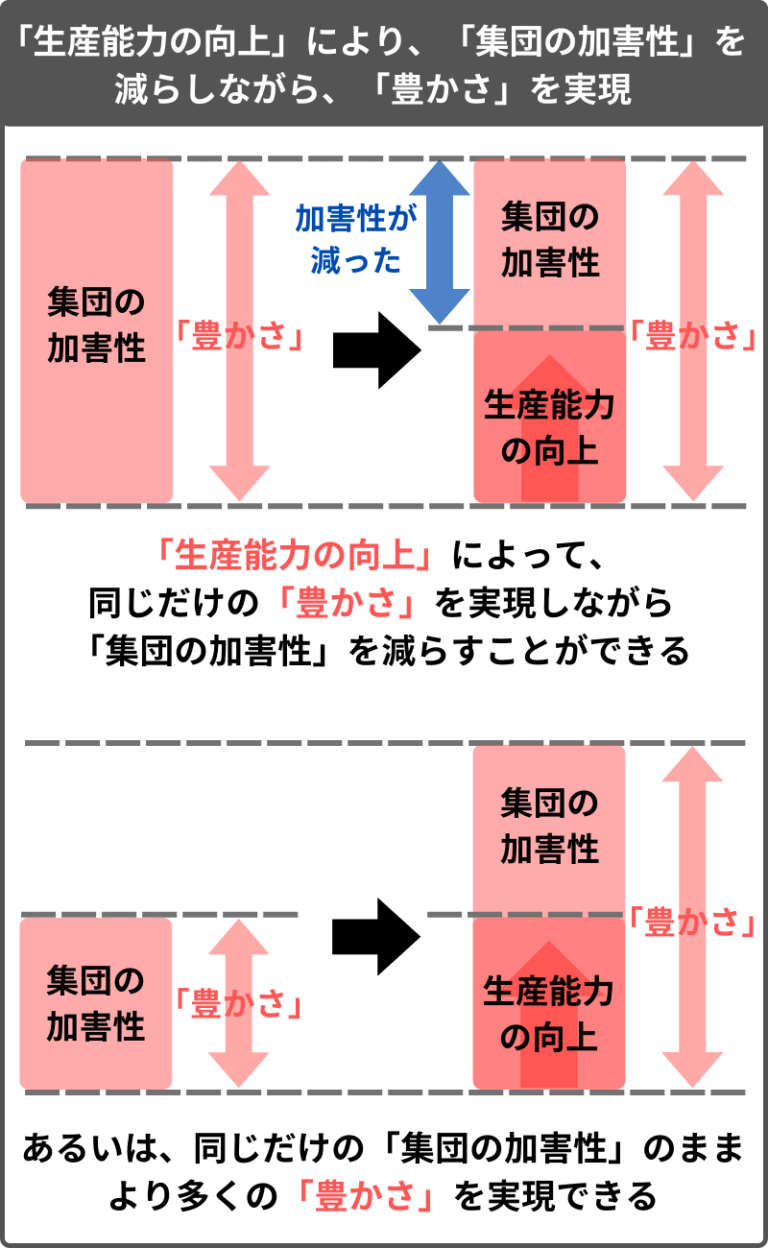 「生産能力の向上」により、「集団の加害性」を
減らしながら、「豊かさ」を実現
集団の
加害性
「豊かさ」
加害性が
減った
集団の
加害性
生産能力
の向上
「豊かさ」
「生産能力の向上」によって、
同じだけの「豊かさ」を実現しながら
「集団の加害性」を減らすことができる
集団の
加害性
「豊かさ」
集団の
加害性
生産能力
の向上
「豊かさ」
あるいは、同じだけの「集団の加害性」のまま
より多くの「豊かさ」を実現できる